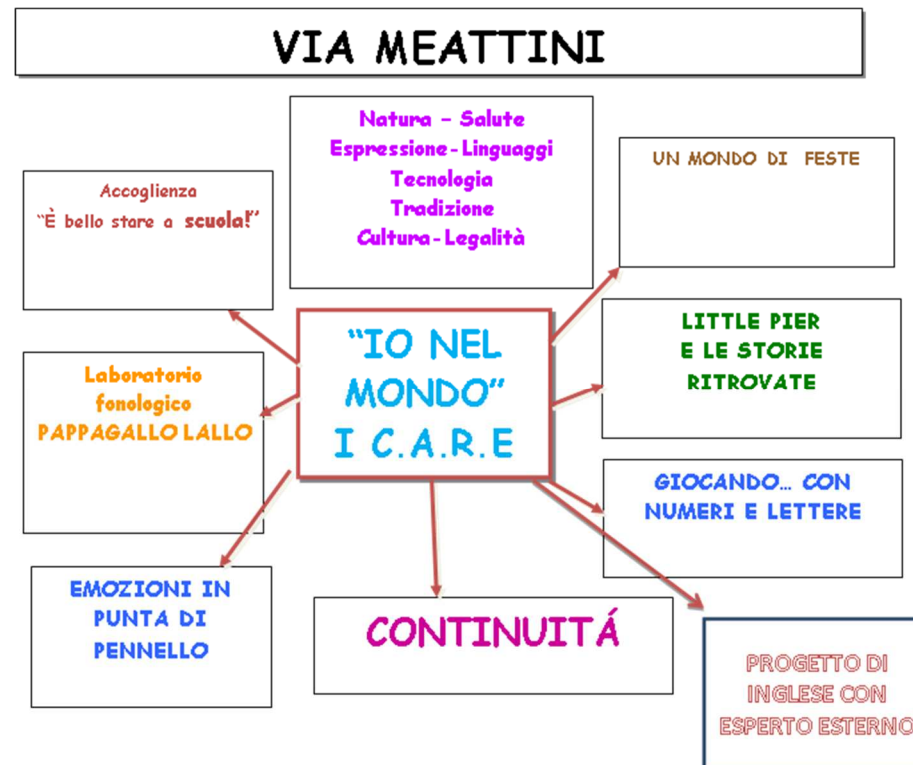 VIA MEATTINI
Natura – Salute
Espressione-Linguaggi
Tecnologia
Tradizione
Cultura-Legalità
UN MONDO DI FESTE
Accoglienza
“È bello stare a scuola!”
“IO NEL
MONDO”
I C.A.R.E
LITTLE PIER
E LE STORIE
RITROVATE
Laboratorio
fonologico
PAPPAGALLO LALLO
GIOCANDO… CON
NUMERI E LETTERE
EMOZIONI IN
PUNTA DI
PENNELLO
CONTINUITÁ
PROGETTO DI
INGLESE CON
ESPERTO ESTERNO